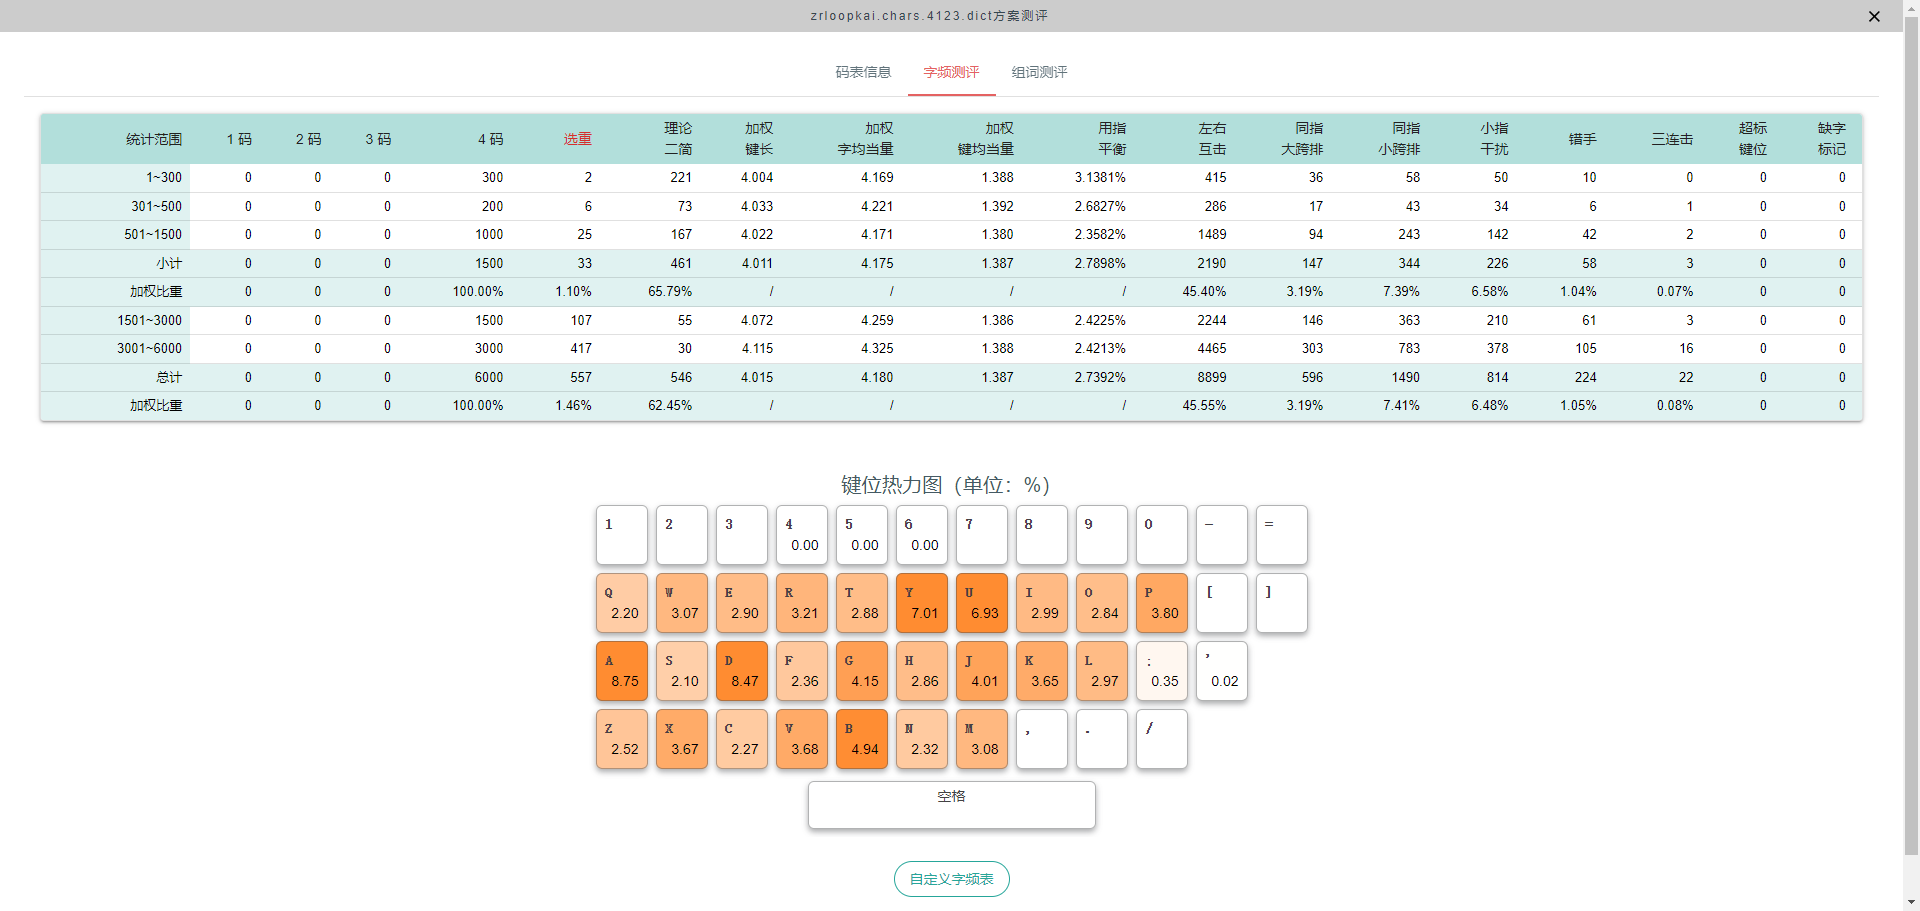 zrloopkai.chars.4123.dict方案测评
码表信息 字频测评 组词测评
统计范围 1 码 2 码 3 码 4 码 选重 理论二简 加权键长 加权字均当量 加权键均当量 用指平衡 左右互击 同指大跨排 同指小跨排 小指干扰 错手 三连击 超标键位 缺字标记
1~300 0 0 0 300 2 221 4.004 4.169 1.388 3.1381% 415 36 58 50 10 0 0 0
301~500 0 0 0 200 6 73 4.033 4.221 1.392 2.6827% 286 17 43 34 6 1 0 0
501~1500 0 0 0 1000 25 167 4.022 4.171 1.380 2.3582% 1489 94 243 142 42 2 0 0
小计 0 0 0 1500 33 461 4.011 4.175 1.387 2.7898% 2190 147 344 226 58 3 0 0
加权比重 0 0 0 100.00% 1.10% 65.79% / / / / 45.40% 3.19% 7.39% 6.58% 1.04% 0.07% 0 0
1501~3000 0 0 0 1500 107 55 4.072 4.259 1.386 2.4225% 2244 146 363 210 61 3 0 0
3001~6000 0 0 0 3000 417 30 4.115 4.325 1.388 2.4213% 4465 303 783 378 105 16 0 0
总计 0 0 0 6000 557 546 4.015 4.180 1.387 2.7392% 8899 596 1490 814 224 22 0 0
加权比重 0 0 0 100.00% 1.46% 62.45% / / / / 45.55% 3.19% 7.41% 6.48% 1.05% 0.08% 0 0
键位热力图（单位：%）
1 2 3 4 5 6 7 8 9 0 - =
0.00 0.00 0.00
Q W E R T Y U I O P [ ]
2.20 3.07 2.90 3.21 2.88 7.01 6.93 2.99 2.84 3.80
A S D F G H J K L ; '
8.75 2.10 8.47 2.36 4.15 2.86 4.01 3.65 2.97 0.35 0.02
Z X C V B N M , . /
2.52 3.67 2.27 3.68 4.94 2.32 3.08
空格
自定义字频表